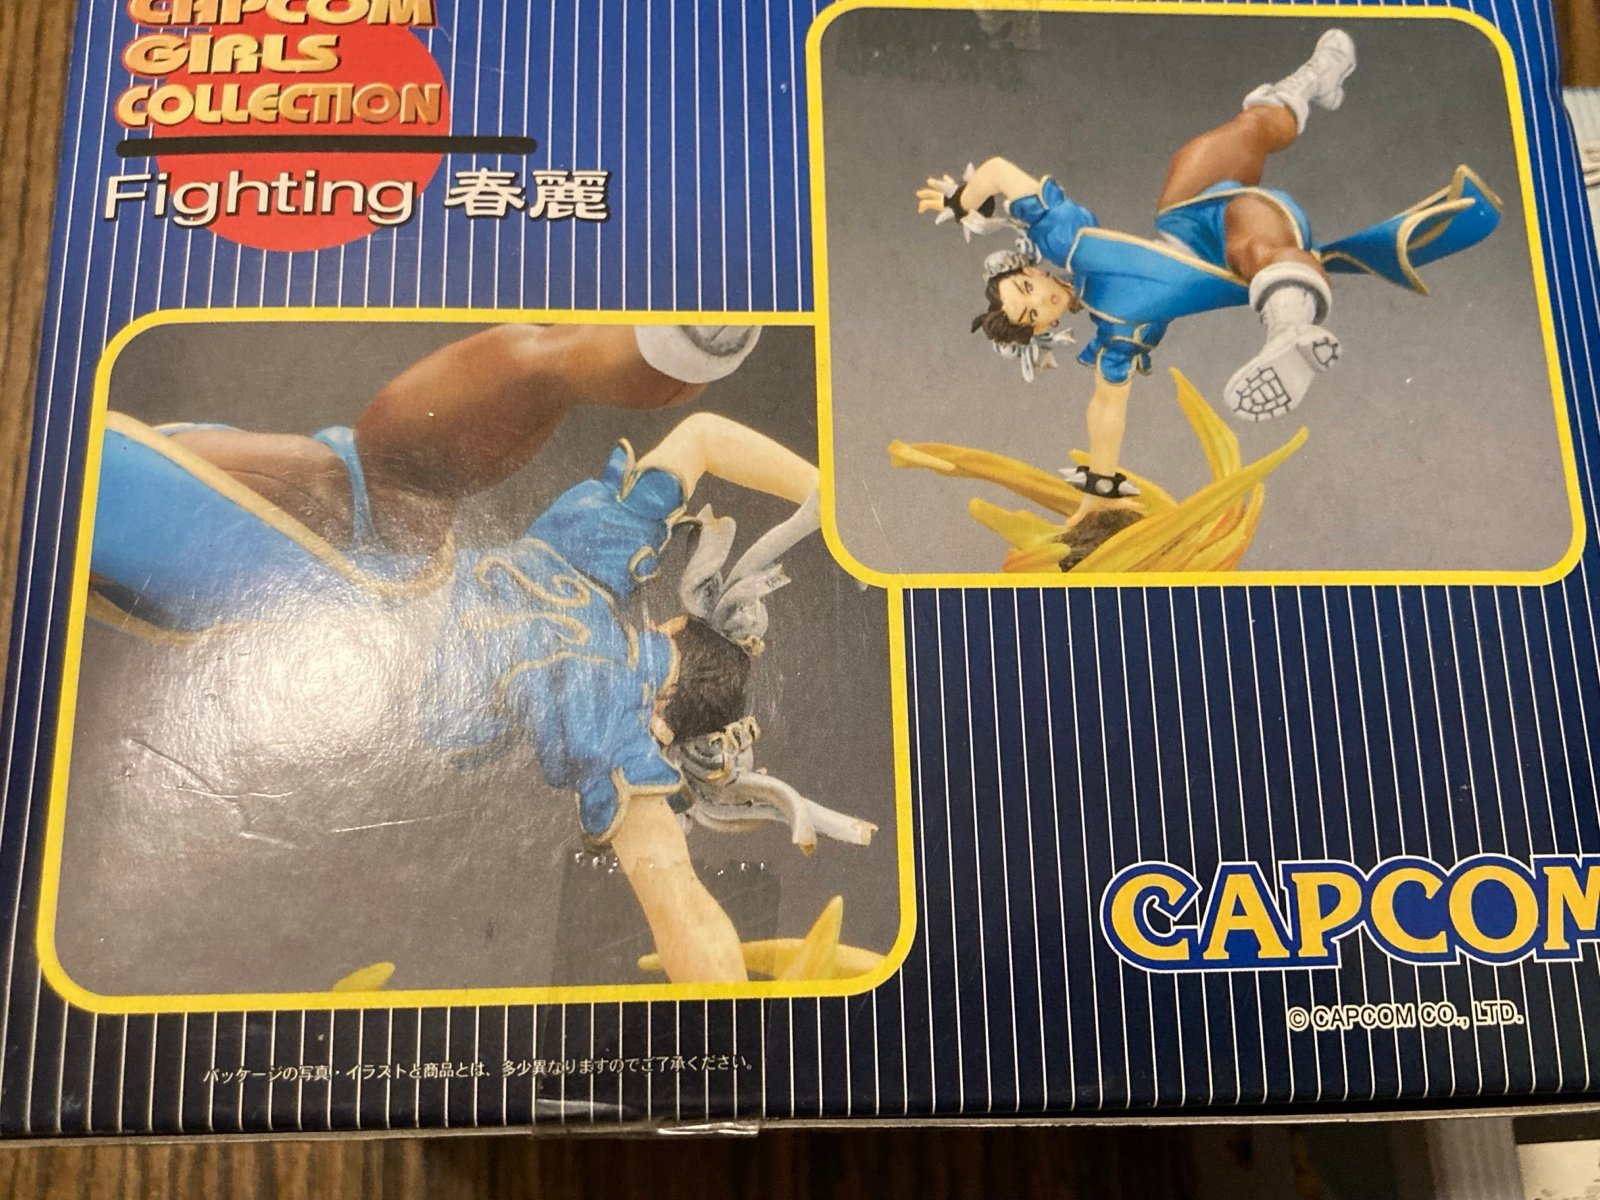 CAPCOM
GIRLS
COLLECTION
Fighting 春麗
CAPCOM
© CAPCOM CO., LTD.
パッケージの写真・イラストと商品とは、多少異なりますのでご了承ください。